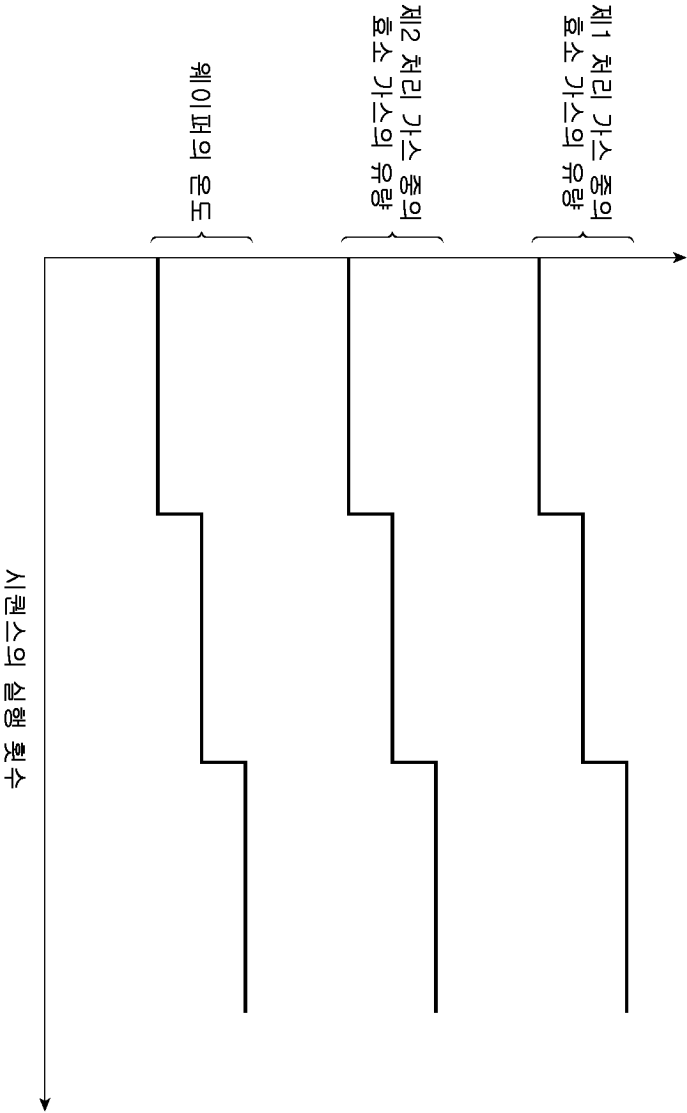 제1 처리 가스 중의
효소 가스의 유량
제2 처리 가스 중의
효소 가스의 유량
웨이퍼의 온도
시퀀스의 실행 횟수